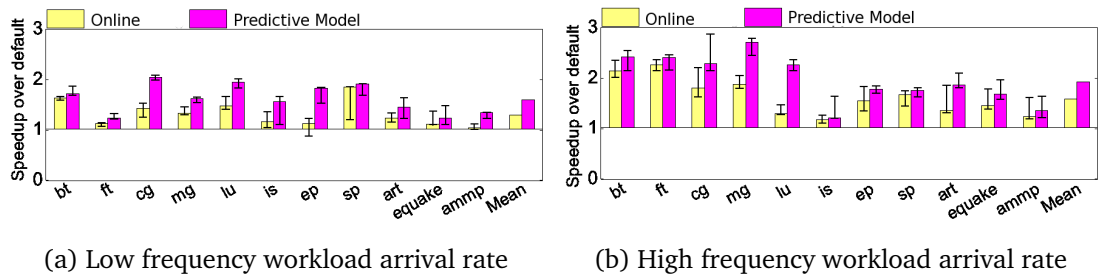 Online Predictive Model
Speedup over default
3
2
1
0
bt ft cg mg lu is ep sp art equake ammp Mean
(a) Low frequency workload arrival rate
Online Predictive Model
Speedup over default
3
2
1
0
bt ft cg mg lu is ep sp art equake ammp Mean
(b) High frequency workload arrival rate